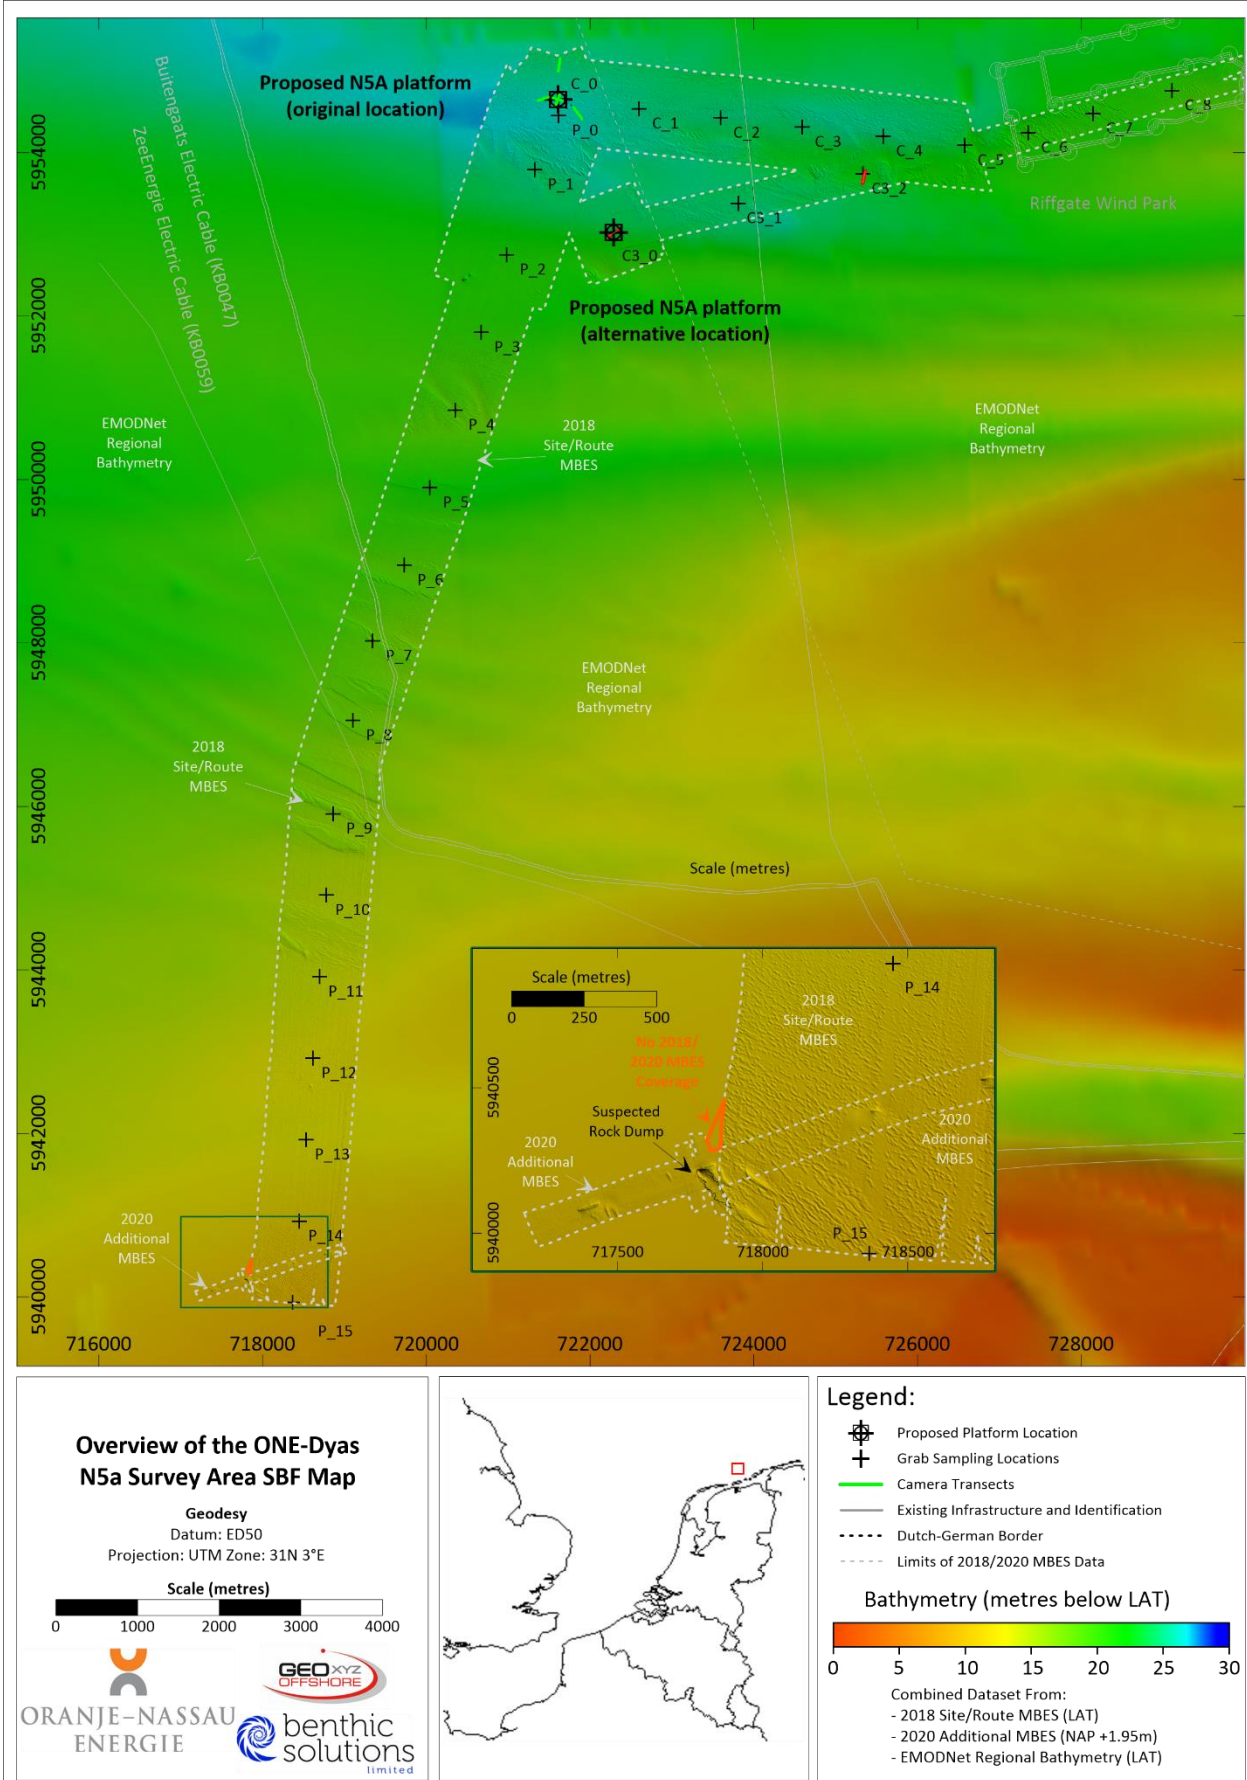 Proposed N5A platform
(original location)
C_0
P_0
C_1
C_2
C_3
C_4
C_5
C_6
C_7
C_8
P_1
C3_2
C5_1
Riffgate Wind Park
C3_0
P_2
Proposed N5A platform
(alternative location)
Buitengaats Electric Cable (KB0047)
ZeeEnergie Electric Cable (KB0059)
P_3
P_4
EMODNet
Regional
Bathymetry
2018
Site/Route
MBES
EMODNet
Regional
Bathymetry
P_5
P_6
P_7
EMODNet
Regional
Bathymetry
P_8
2018
Site/Route
MBES
P_9
Scale (metres)
P_10
P_11
P_12
P_13
P_14
2020
Additional
MBES
P_15
5954000
5952000
5950000
5948000
5946000
5944000
5942000
5940000
716000
718000
720000
722000
724000
726000
728000
Scale (metres)
0
250
500
P_14
2018
Site/Route
MBES
No 2018/
2020 MBES
Coverage
Suspected
Rock Dump
2020
Additional
MBES
2020
Additional
MBES
P_15
5940500
5940000
717500
718000
718500
Overview of the ONE-Dyas
N5a Survey Area SBF Map
Geodesy
Datum: ED50
Projection: UTM Zone: 31N 3°E
Scale (metres)
0 1000 2000 3000 4000
ORANJE-NASSAU
ENERGIE
GEO XYZ
OFFSHORE
benthic
solutions
limited
Legend:
Proposed Platform Location
Grab Sampling Locations
Camera Transects
Existing Infrastructure and Identification
Dutch-German Border
Limits of 2018/2020 MBES Data
Bathymetry (metres below LAT)
0 5 10 15 20 25 30
Combined Dataset From:
- 2018 Site/Route MBES (LAT)
- 2020 Additional MBES (NAP +1.95m)
- EMODNet Regional Bathymetry (LAT)